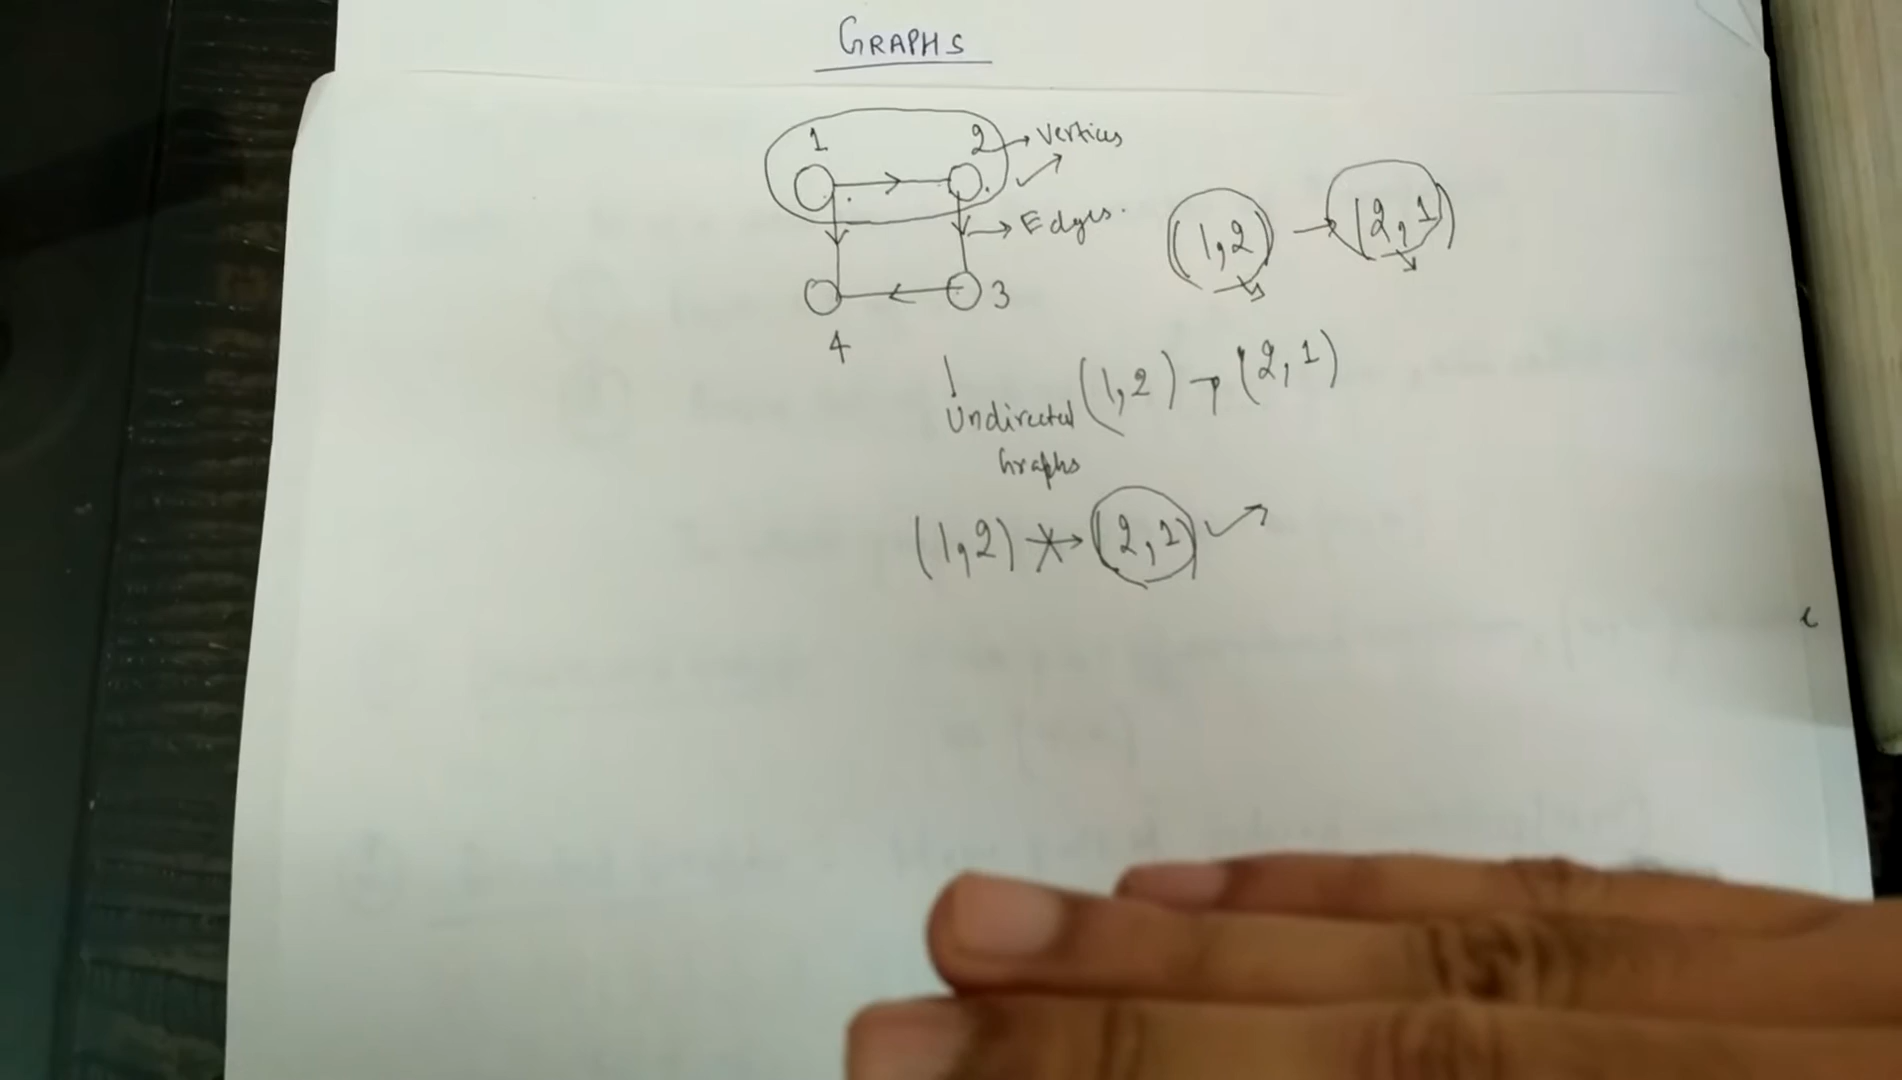 GRAPHS
1 2 → Vertices
→ Edges.
(1,2) → (2,1)
3
4
Undirected (1,2) → (2,1)
Graphs
(1,2) → (2,1)